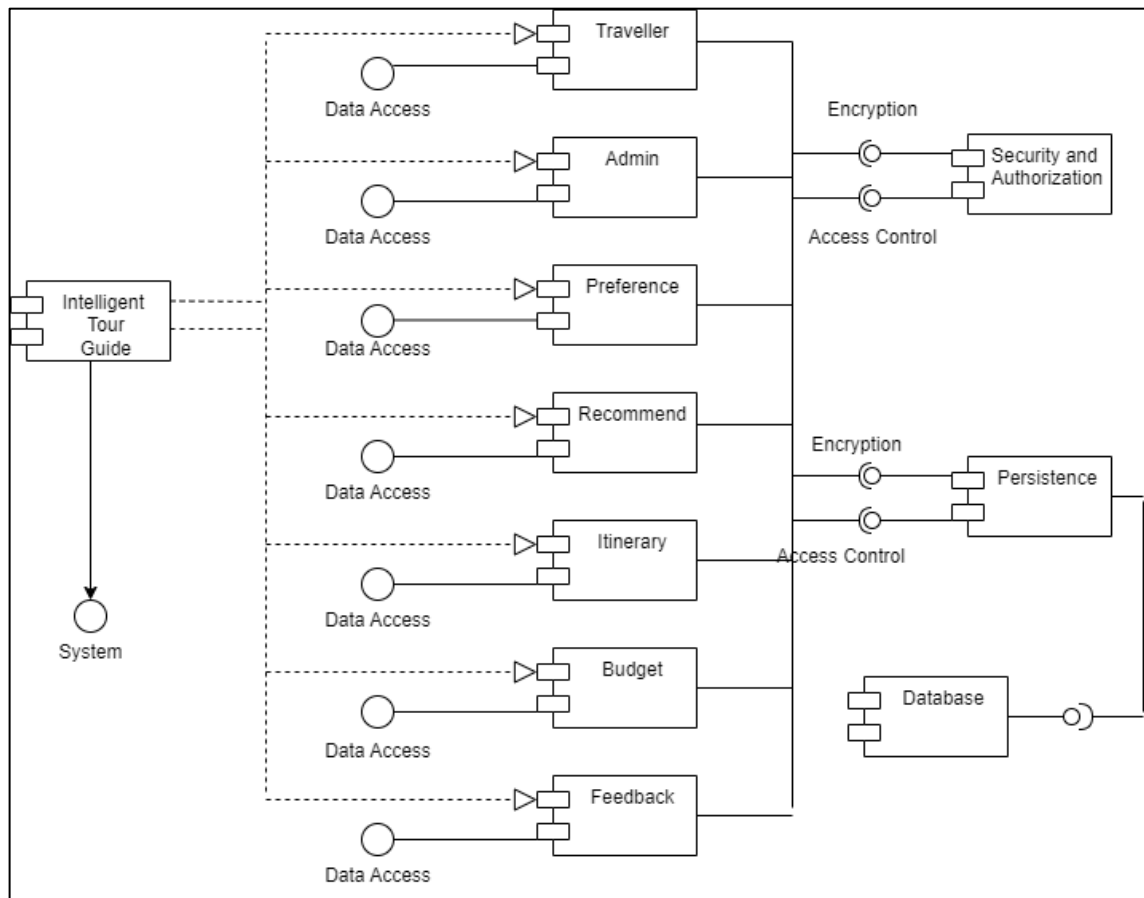 Traveller
Data Access
Encryption
Admin
Security and
Authorization
Data Access
Access Control
Intelligent
Tour
Guide
Preference
Data Access
Recommend
Encryption
Data Access
Persistence
Itinerary
Access Control
Data Access
System
Budget
Database
Data Access
Feedback
Data Access